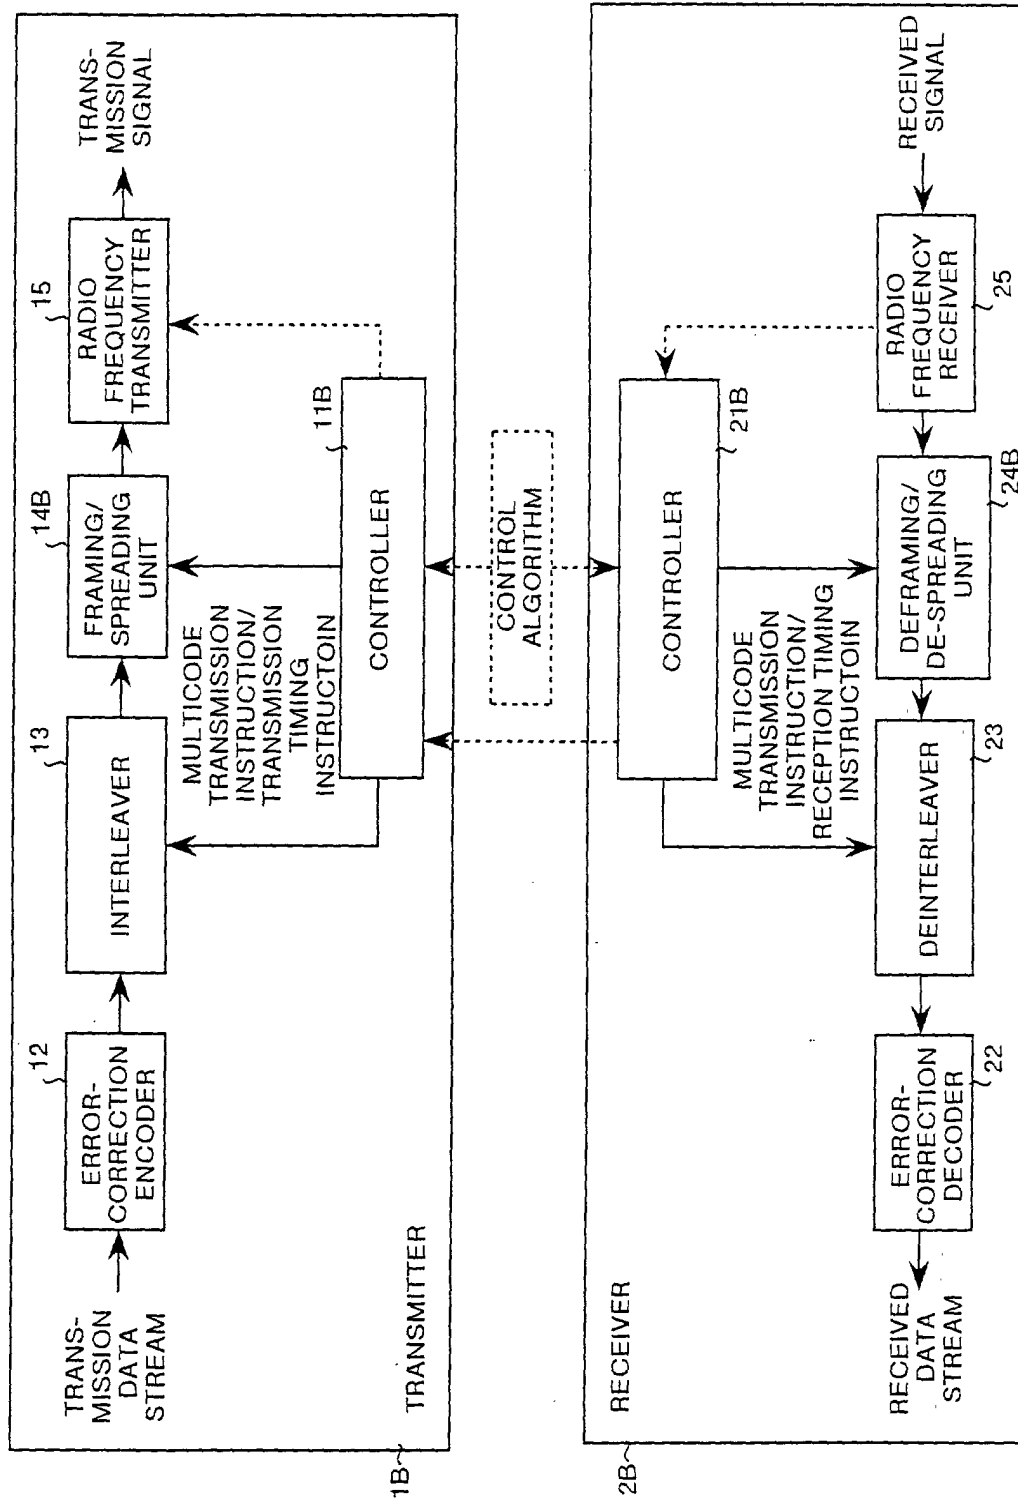 TRANS-
MISSION
DATA
STREAM
12
ERROR-
CORRECTION
ENCODER
13
INTERLEAVER
14B
FRAMING/
SPREADING
UNIT
15
RADIO
FREQUENCY
TRANSMITTER
TRANS-
MISSION
SIGNAL
MULTICODE
TRANSMISSION
INSTRUCTION/
TRANSMISSION
TIMING
INSTRUCTOIN
11B
CONTROLLER
TRANSMITTER
1B
CONTROL
ALGORITHM
2B
RECEIVER
CONTROLLER
21B
MULTICODE
TRANSMISSION
INSTRUCTION/
RECEPTION TIMING
INSTRUCTOIN
RECEIVED
DATA
STREAM
ERROR-
CORRECTION
DECODER
22
DEINTERLEAVER
23
DEFRAMING/
DE-SPREADING
UNIT
24B
RADIO
FREQUENCY
RECEIVER
25
RECEIVED
SIGNAL